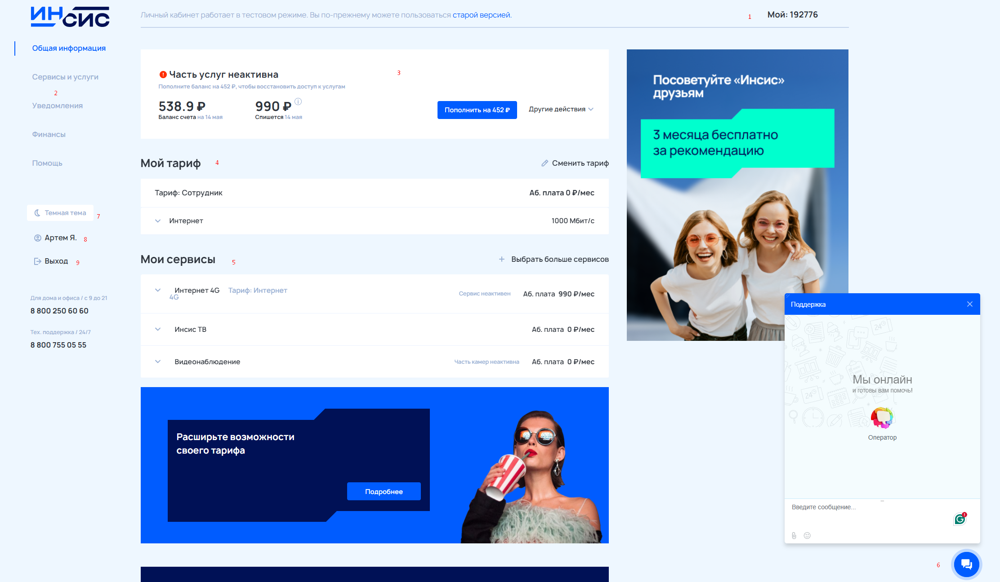 ИНСИС
Личный кабинет работает в тестовом режиме. Вы по-прежнему можете пользоваться старой версией.
1
Мой: 192776
Общая информация
Сервисы и услуги
2
Уведомления
Финансы
Помощь
Темная тема
7
Артем Я.
8
Выход
9
Для дома и офиса / с 9 до 21
8 800 250 60 60
Тех. поддержка / 24/7
8 800 755 05 55
Часть услуг неактивна
3
Пополните баланс на 452 ₽, чтобы восстановить доступ к услугам
538.9 ₽
Баланс счета на 14 мая
990 ₽
Спишется 14 мая
Пополнить на 452 ₽
Другие действия
Мой тариф
4
Сменить тариф
Тариф: Сотрудник
Аб. плата 0 ₽/мес
Интернет
1000 Мбит/с
Мои сервисы
5
Выбрать больше сервисов
Интернет 4G Тариф: Интернет
4G
Сервис неактивен
Аб. плата 990 ₽/мес
Инсис ТВ
Аб. плата 0 ₽/мес
Видеонаблюдение
Часть камер неактивна
Аб. плата 0 ₽/мес
Расширьте возможности
своего тарифа
Подробнее
Посоветуйте «Инсис»
друзьям
3 месяца бесплатно
за рекомендацию
Поддержка
24
24
Мы онлайн
и готовы вам помочь!
Оператор
Введите сообщение...
6